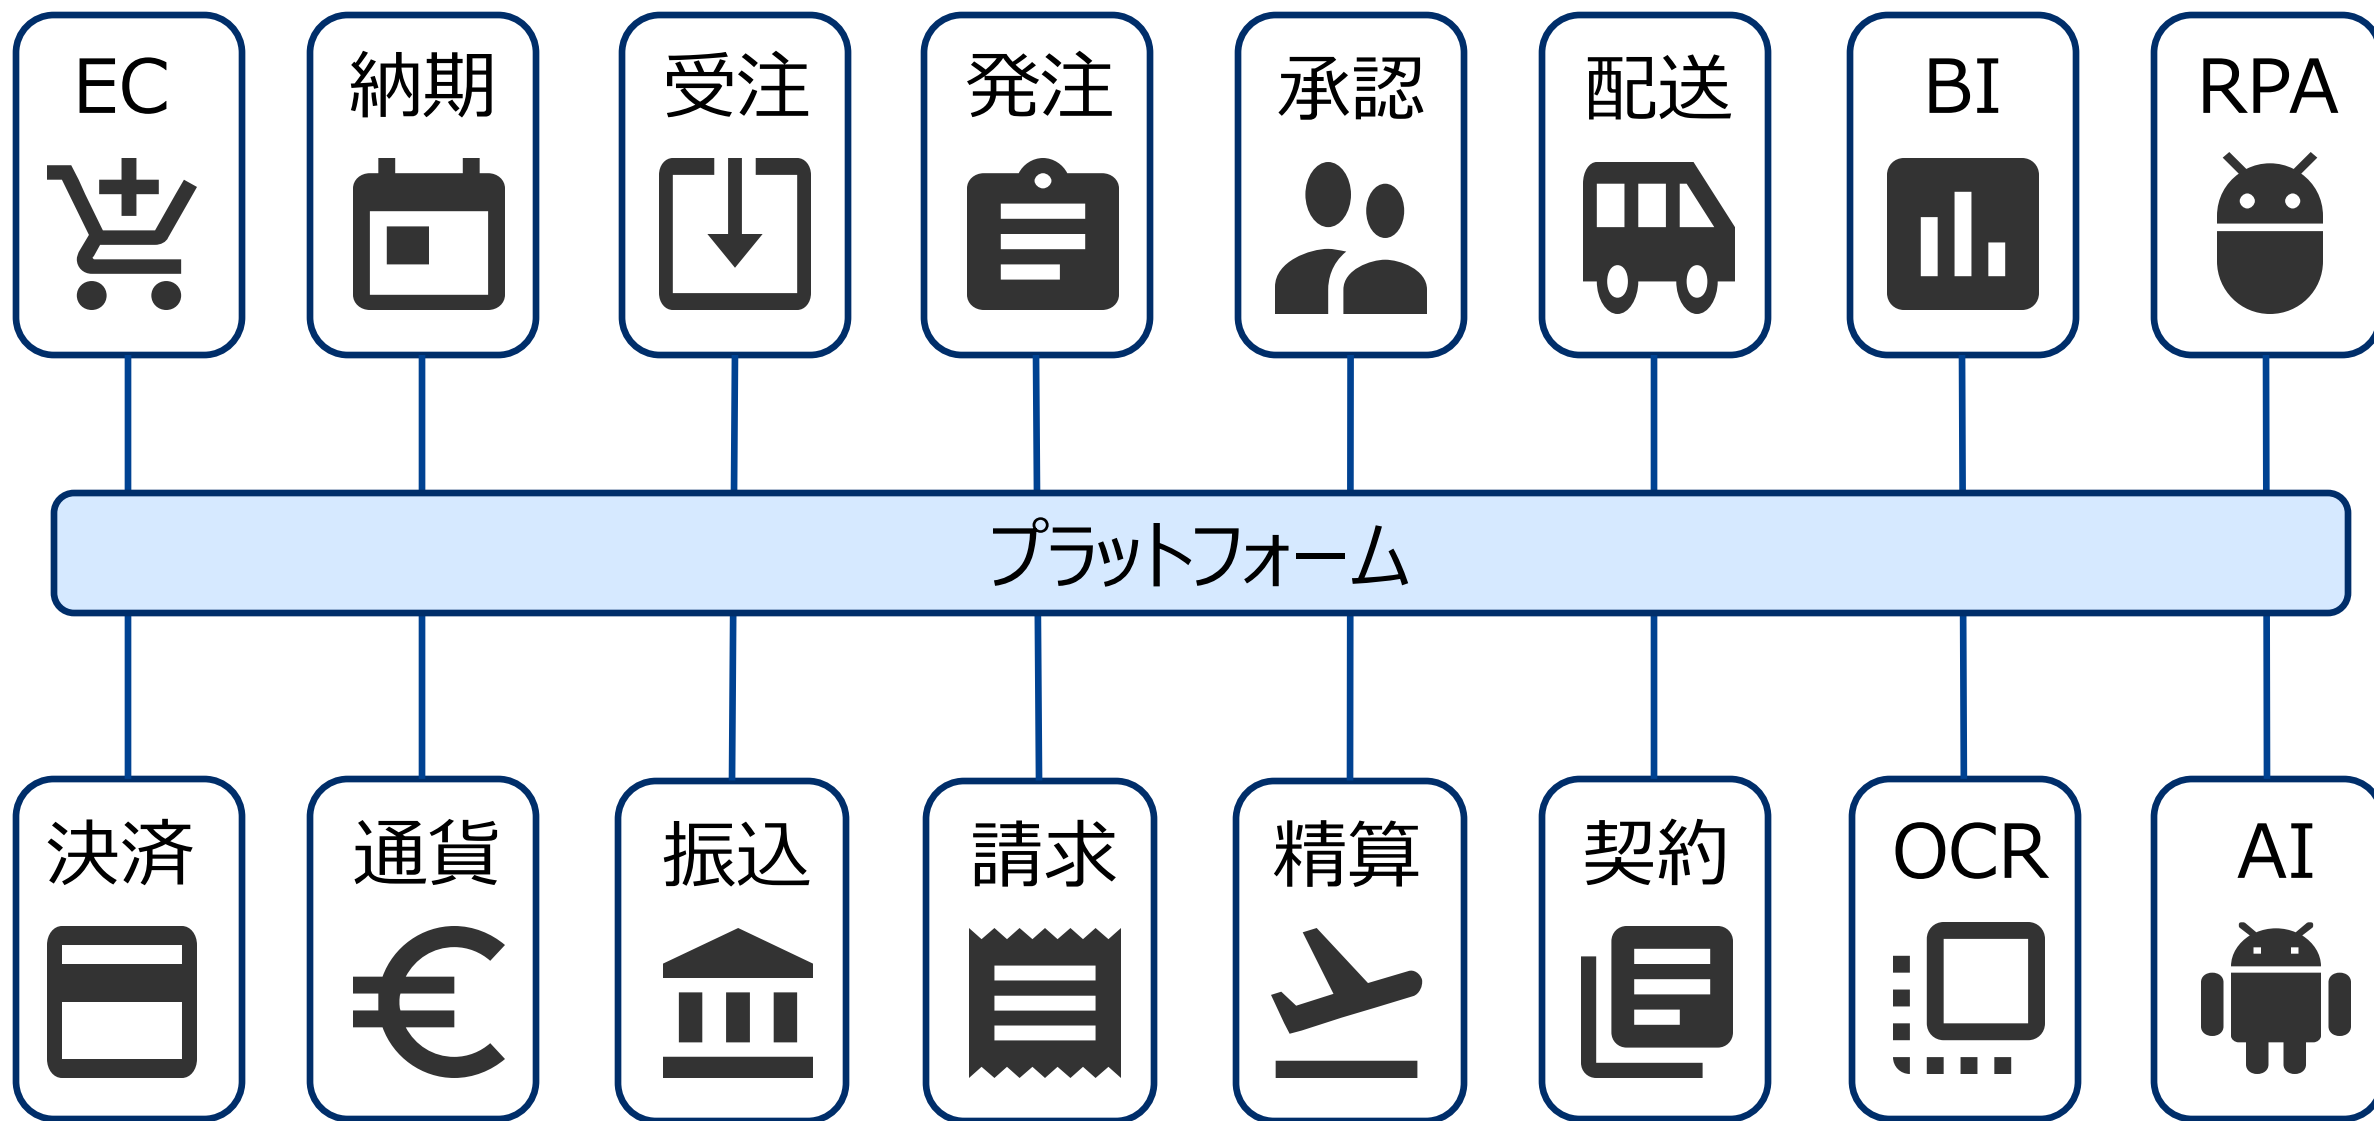 EC
納期
受注
発注
承認
配送
BI
RPA
プラットフォーム
決済
通貨
振込
請求
精算
契約
OCR
AI